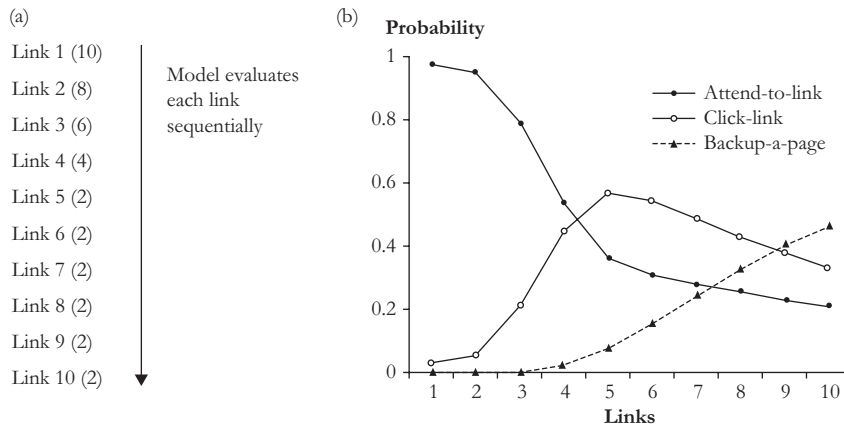 (a)
Link 1 (10)
Link 2 (8)
Link 3 (6)
Link 4 (4)
Link 5 (2)
Link 6 (2)
Link 7 (2)
Link 8 (2)
Link 9 (2)
Link 10 (2)
Model evaluates
each link
sequentially
(b)
Probability
1
0.8
0.6
0.4
0.2
0
Attend-to-link
Click-link
Backup-a-page
1 2 3 4 5 6 7 8 9 10
Links